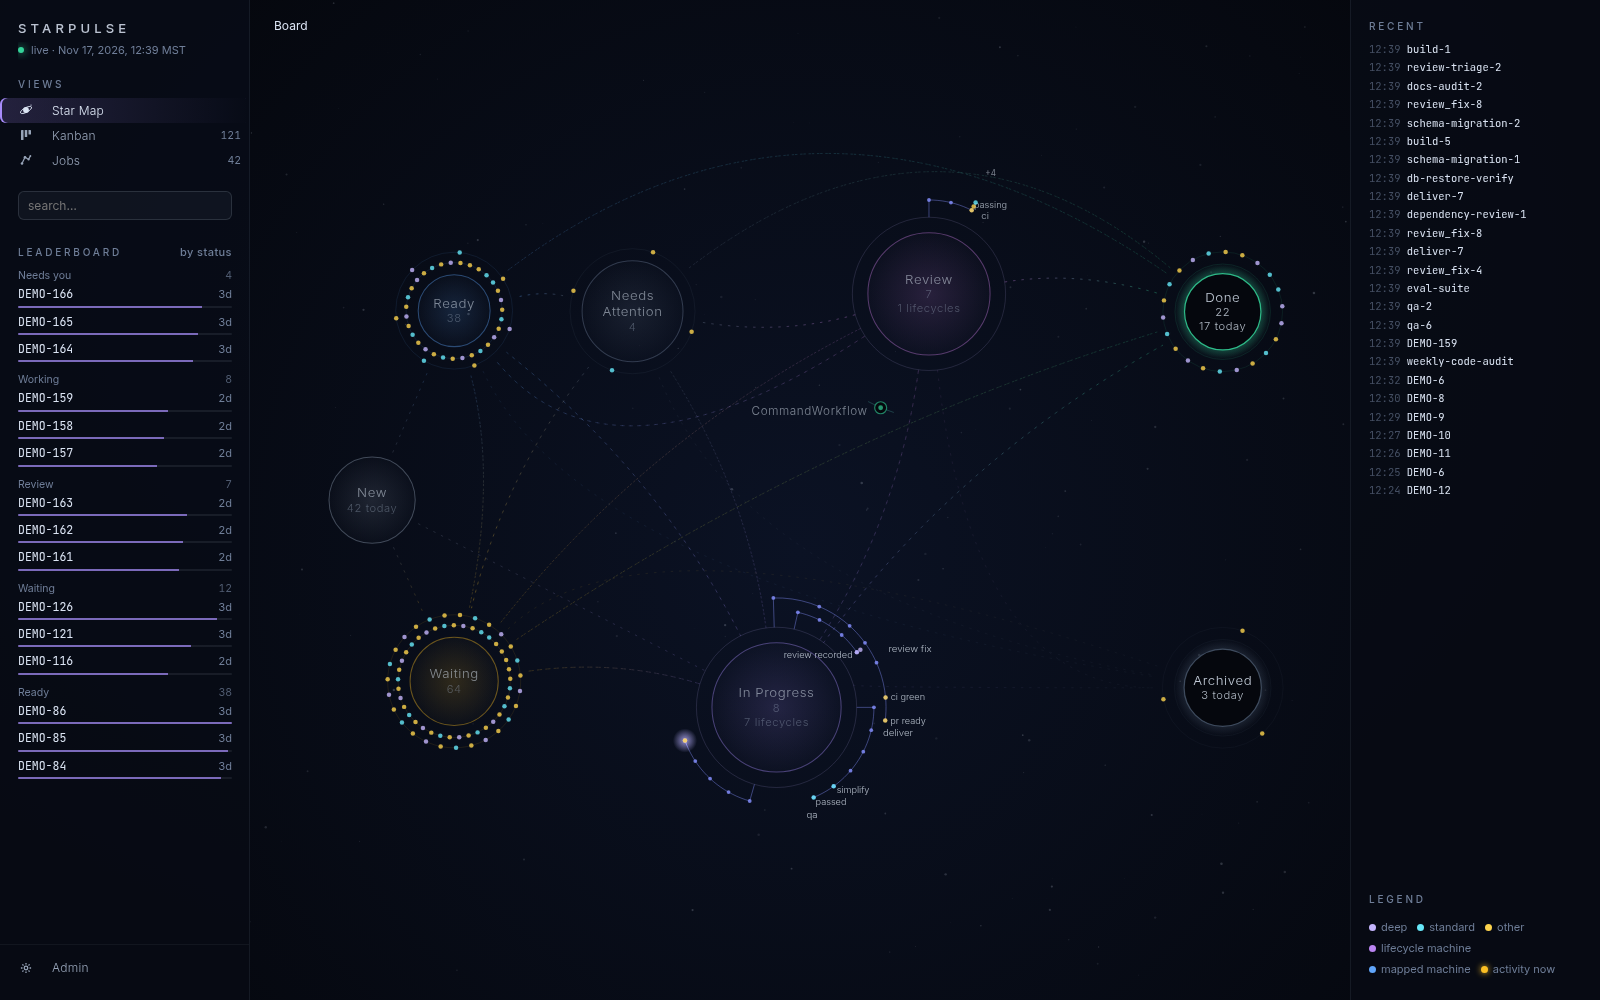 STARPULSE
live · Nov 17, 2026, 12:39 MST
VIEWS
Star Map
Kanban 121
Jobs 42
search...
LEADERBOARD by status
Needs you 4
DEMO-166 3d
DEMO-165 3d
DEMO-164 3d
Working 8
DEMO-159 2d
DEMO-158 2d
DEMO-157 2d
Review 7
DEMO-163 2d
DEMO-162 2d
DEMO-161 2d
Waiting 12
DEMO-126 3d
DEMO-121 3d
DEMO-116 2d
Ready 38
DEMO-86 3d
DEMO-85 3d
DEMO-84 3d
Admin
Board
+4
passing
ci
Ready
38
Needs
Attention
4
Review
7
1 lifecycles
Done
22
17 today
CommandWorkflow
New
42 today
Waiting
64
review recorded
review fix
In Progress
8
7 lifecycles
ci green
pr ready
deliver
simplify
passed
qa
Archived
3 today
RECENT
12:39 build-1
12:39 review-triage-2
12:39 docs-audit-2
12:39 review_fix-8
12:39 schema-migration-2
12:39 build-5
12:39 schema-migration-1
12:39 db-restore-verify
12:39 deliver-7
12:39 dependency-review-1
12:39 review_fix-8
12:39 deliver-7
12:39 review_fix-4
12:39 eval-suite
12:39 qa-2
12:39 qa-6
12:39 DEMO-159
12:39 weekly-code-audit
12:32 DEMO-6
12:30 DEMO-8
12:29 DEMO-9
12:27 DEMO-10
12:26 DEMO-11
12:25 DEMO-6
12:24 DEMO-12
LEGEND
deep standard other
lifecycle machine
mapped machine activity now